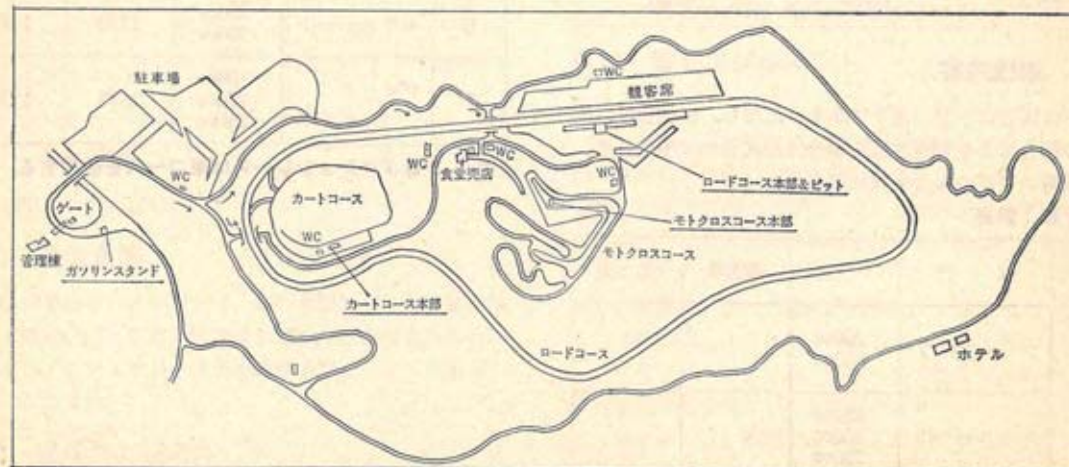 駐車場
WC
観客席
WC
WC
食堂売店
WC
WC
ロードコース本部&ピット
カートコース
モトクロスコース本部
ゲート
WC
モトクロスコース
管理棟
ガソリンスタンド
カートコース本部
ロードコース
ホテル